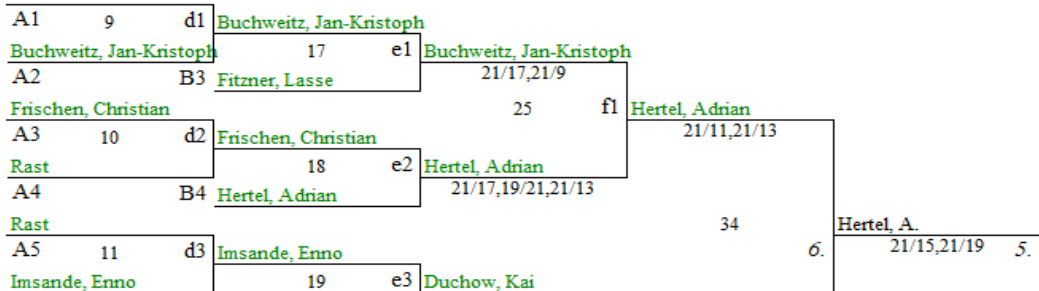 A1 9 d1 Buchweitz, Jan-Kristoph
Buchweitz, Jan-Kristoph 17 e1 Buchweitz, Jan-Kristoph
A2 B3 Fitzner, Lasse 21/17,21/9
Frischen, Christian 25 f1 Hertel, Adrian
A3 10 d2 Frischen, Christian 21/11,21/13
Rast 18 e2 Hertel, Adrian
A4 B4 Hertel, Adrian 21/17,19/21,21/13
Rast 34 Hertel, A.
A5 11 d3 Imsande, Enno 6. 21/15,21/19 5.
Imsande, Enno 19 e3 Duchow, Kai